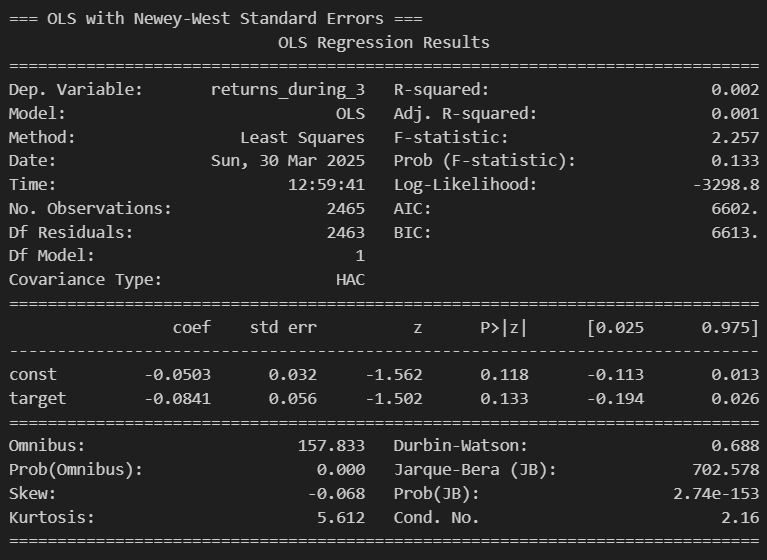 === OLS with Newey-West Standard Errors ===
                            OLS Regression Results
==============================================================================
Dep. Variable:       returns_during_3   R-squared:                       0.002
Model:                            OLS   Adj. R-squared:                  0.001
Method:                 Least Squares   F-statistic:                     2.257
Date:                Sun, 30 Mar 2025   Prob (F-statistic):              0.133
Time:                        12:59:41   Log-Likelihood:                -3298.8
No. Observations:                2465   AIC:                             6602.
Df Residuals:                    2463   BIC:                             6613.
Df Model:                           1
Covariance Type:                  HAC
==============================================================================
                 coef    std err          z      P>|z|      [0.025      0.975]
------------------------------------------------------------------------------
const         -0.0503      0.032     -1.562      0.118      -0.113       0.013
target        -0.0841      0.056     -1.502      0.133      -0.194       0.026
==============================================================================
Omnibus:                      157.833   Durbin-Watson:                   0.688
Prob(Omnibus):                  0.000   Jarque-Bera (JB):              702.578
Skew:                          -0.068   Prob(JB):                    2.74e-153
Kurtosis:                       5.612   Cond. No.                         2.16
==============================================================================